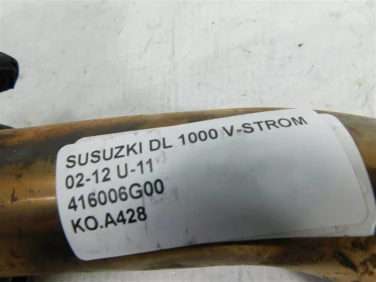 SUSUZKI DL 1000 V-STROM
02-12 U-11
416006G00
KO.A428